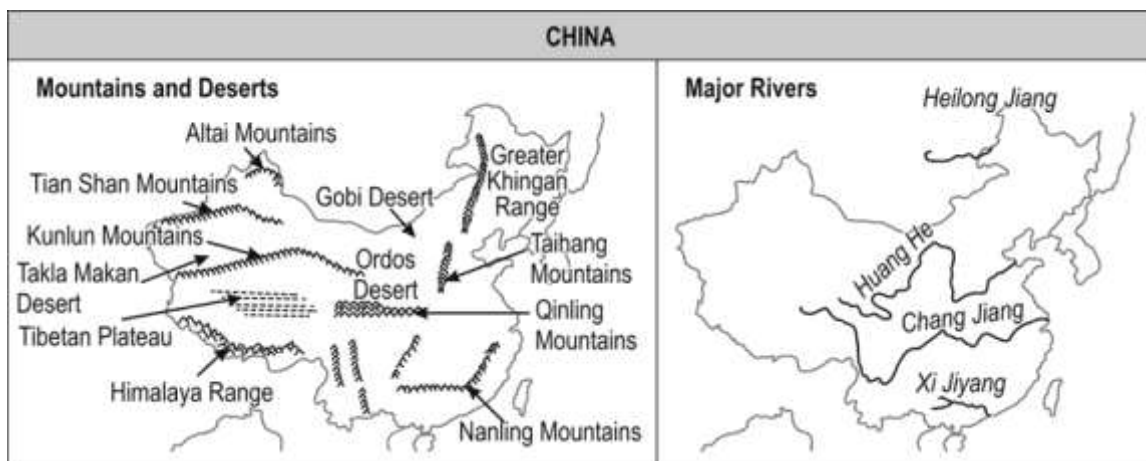 CHINA
Mountains and Deserts
Altai Mountains
Tian Shan Mountains
Kunlun Mountains
Takla Makan
Desert
Tibetan Plateau
Himalaya Range
Gobi Desert
Greater
Khingan
Range
Ordos
Desert
Taihang
Mountains
Qinling
Mountains
Nanling Mountains
Major Rivers
Heilong Jiang
Huang He
Chang Jiang
Xi Jiyang